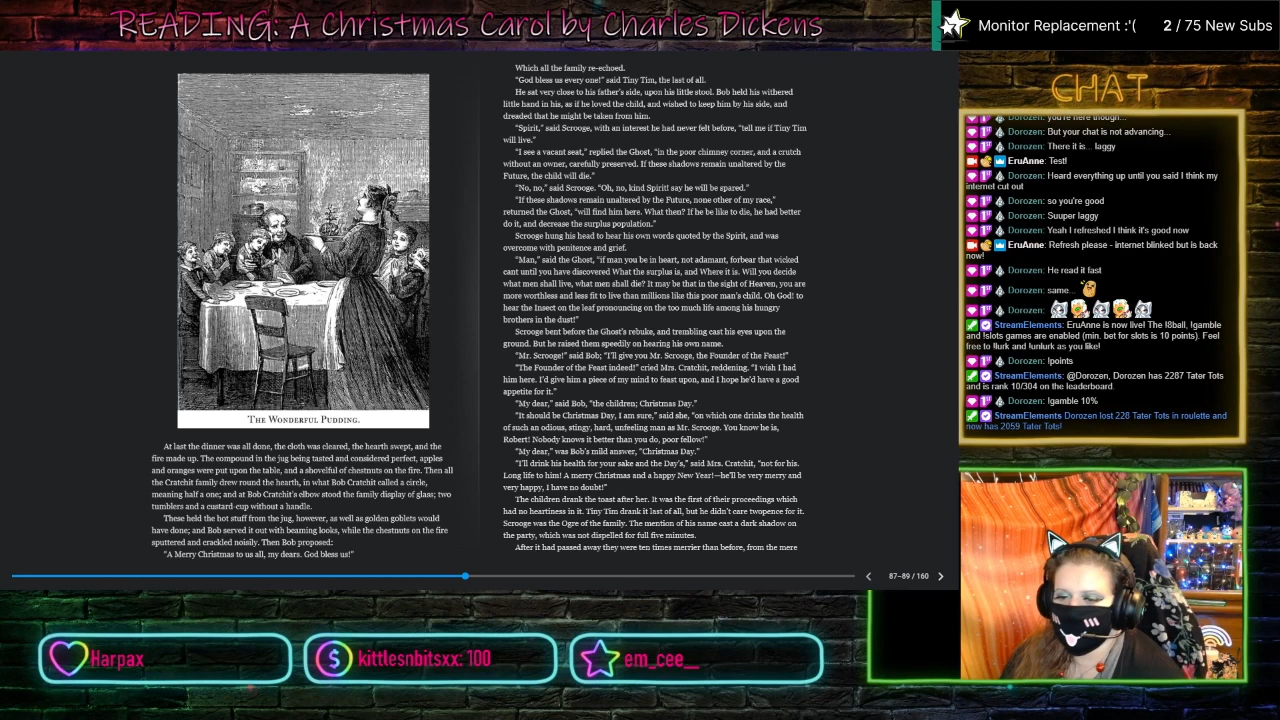 READING: A Christmas Carol by Charles Dickens
Monitor Replacement :'( 2 / 75 New Subs
THE WONDERFUL PUDDING.
At last the dinner was all done, the cloth was cleared, the hearth swept, and the
fire made up. The compound in the jug being tasted and considered perfect, apples
and oranges were put upon the table, and a shovelful of chestnuts on the fire. Then all
the Cratchit family drew round the hearth, in what Bob Cratchit called a circle,
meaning half a one; and at Bob Cratchit's elbow stood the family display of glass; two
tumblers and a custard-cup without a handle.
These held the hot stuff from the jug, however, as well as golden goblets would
have done; and Bob served it out with beaming looks, while the chestnuts on the fire
sputtered and crackled noisily. Then Bob proposed:
“A Merry Christmas to us all, my dears. God bless us!”
Which all the family re-echoed.
“God bless us every one!” said Tiny Tim, the last of all.
He sat very close to his father's side, upon his little stool. Bob held his withered
little hand in his, as if he loved the child, and wished to keep him by his side, and
dreaded that he might be taken from him.
“Spirit,” said Scrooge, with an interest he had never felt before, “tell me if Tiny Tim
will live.”
“I see a vacant seat,” replied the Ghost, “in the poor chimney corner, and a crutch
without an owner, carefully preserved. If these shadows remain unaltered by the
Future, the child will die.”
“No, no,” said Scrooge. “Oh, no, kind Spirit! say he will be spared.”
“If these shadows remain unaltered by the Future, none other of my race,”
returned the Ghost, “will find him here. What then? If he be like to die, he had better
do it, and decrease the surplus population.”
Scrooge hung his head to hear his own words quoted by the Spirit, and was
overcome with penitence and grief.
“Man,” said the Ghost, “if man you be in heart, not adamant, forbear that wicked
cant until you have discovered What the surplus is, and Where it is. Will you decide
what men shall live, what men shall die? It may be that in the sight of Heaven, you are
more worthless and less fit to live than millions like this poor man's child. Oh God! to
hear the Insect on the leaf pronouncing on the too much life among his hungry
brothers in the dust!”
Scrooge bent before the Ghost's rebuke, and trembling cast his eyes upon the
ground. But he raised them speedily on hearing his own name.
“Mr. Scrooge!” said Bob; “I'll give you Mr. Scrooge, the Founder of the Feast!”
“The Founder of the Feast indeed!” cried Mrs. Cratchit, reddening. “I wish I had
him here. I'd give him a piece of my mind to feast upon, and I hope he'd have a good
appetite for it.”
“My dear,” said Bob, “the children; Christmas Day.”
“It should be Christmas Day, I am sure,” said she, “on which one drinks the health
of such an odious, stingy, hard, unfeeling man as Mr. Scrooge. You know he is,
Robert! Nobody knows it better than you do, poor fellow!”
“My dear,” was Bob's mild answer, “Christmas Day.”
“I'll drink his health for your sake and the Day's,” said Mrs. Cratchit, “not for his.
Long life to him! A merry Christmas and a happy New Year!—he'll be very merry and
very happy, I have no doubt!”
The children drank the toast after her. It was the first of their proceedings which
had no heartiness in it. Tiny Tim drank it last of all, but he didn't care twopence for it.
Scrooge was the Ogre of the family. The mention of his name cast a dark shadow on
the party, which was not dispelled for full five minutes.
After it had passed away they were ten times merrier than before, from the mere
87–89 / 160
CHAT
Dorozen: you're here though...
Dorozen: But your chat is not advancing...
Dorozen: There it is... laggy
EruAnne: Test!
Dorozen: Heard everything up until you said I think my
internet cut out
Dorozen: so you're good
Dorozen: Suuper laggy
Dorozen: Yeah I refreshed I think it's good now
EruAnne: Refresh please - internet blinked but is back
now!
Dorozen: He read it fast
Dorozen: same...
Dorozen:
StreamElements: EruAnne is now live! The !8ball, !gamble
and !slots games are enabled (min. bet for slots is 10 points). Feel
free to !lurk and !unlurk as you like!
Dorozen: !points
StreamElements: @Dorozen, Dorozen has 2287 Tater Tots
and is rank 10/304 on the leaderboard.
Dorozen: !gamble 10%
StreamElements Dorozen lost 228 Tater Tots in roulette and
now has 2059 Tater Tots!
Harpax
kittlesnbitsxx: 100
em_cee__